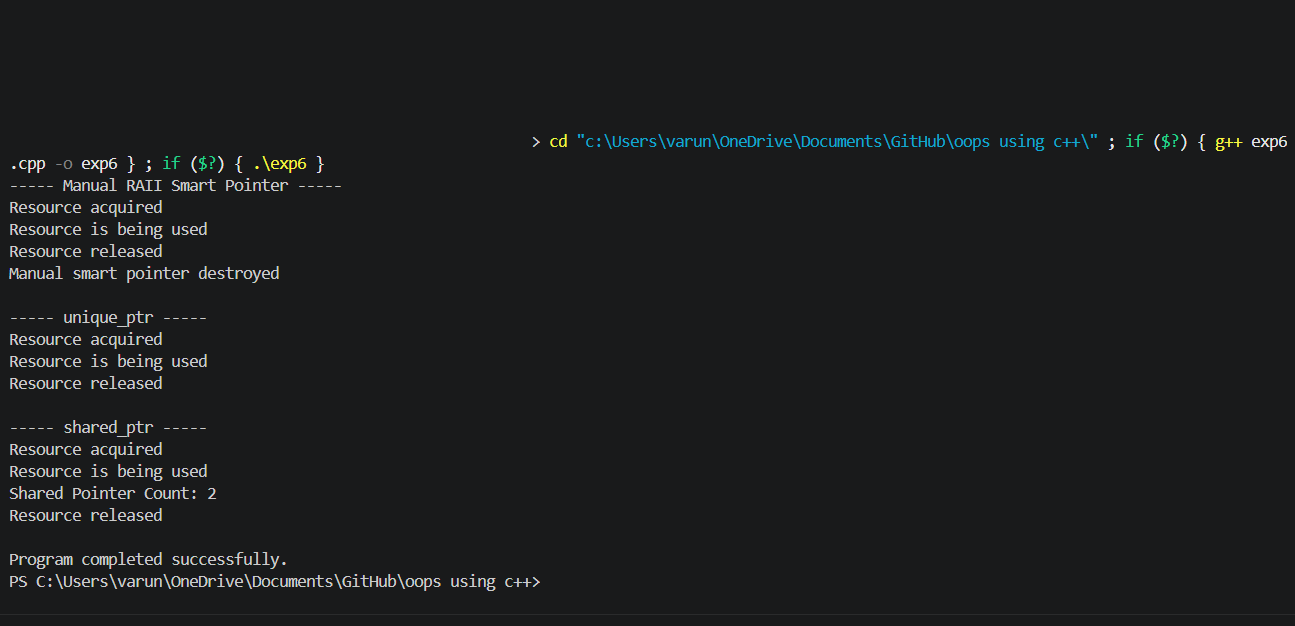 > cd "c:\Users\varun\OneDrive\Documents\GitHub\oops using c++\" ; if ($?) { g++ exp6
.cpp -o exp6 } ; if ($?) { .\exp6 }
----- Manual RAII Smart Pointer -----
Resource acquired
Resource is being used
Resource released
Manual smart pointer destroyed
----- unique_ptr -----
Resource acquired
Resource is being used
Resource released
----- shared_ptr -----
Resource acquired
Resource is being used
Shared Pointer Count: 2
Resource released
Program completed successfully.
PS C:\Users\varun\OneDrive\Documents\GitHub\oops using c++>